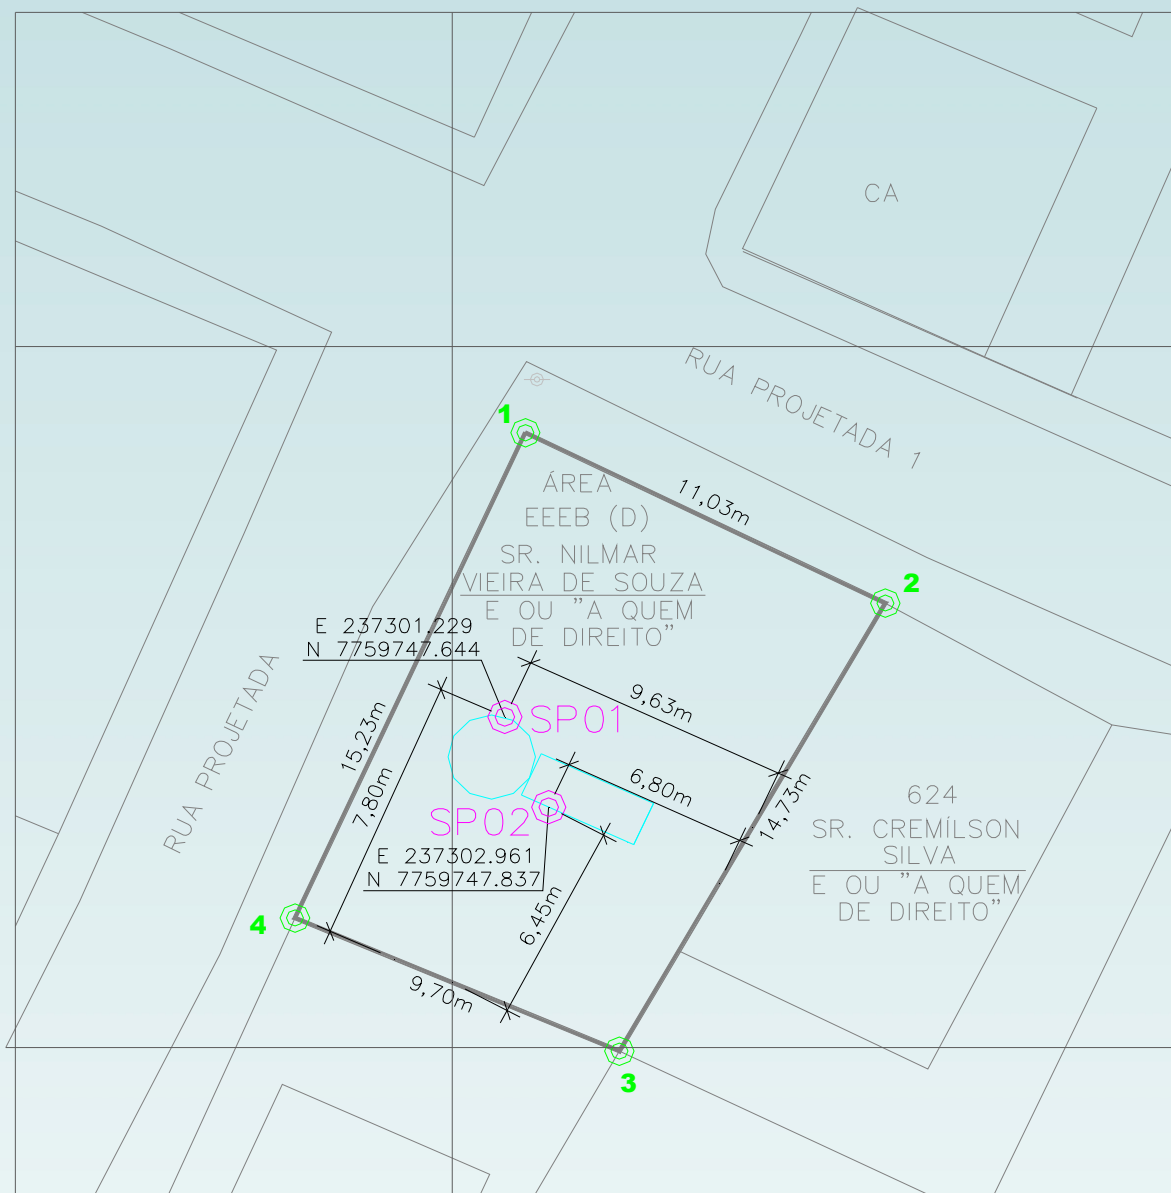 CA
RUA PROJETADA 1
1
ÁREA
EEEB (D)
SR. NILMAR
VIEIRA DE SOUZA
E OU "A QUEM
DE DIREITO"
11,03m
2
E 237301.229
N 7759747.644
RUA PROJETADA
15,23m
7,80m
SP01
9,63m
6,80m
14,73m
SP02
E 237302.961
N 7759747.837
6,45m
624
SR. CREMÍLSON
SILVA
E OU "A QUEM
DE DIREITO"
4
9,70m
3